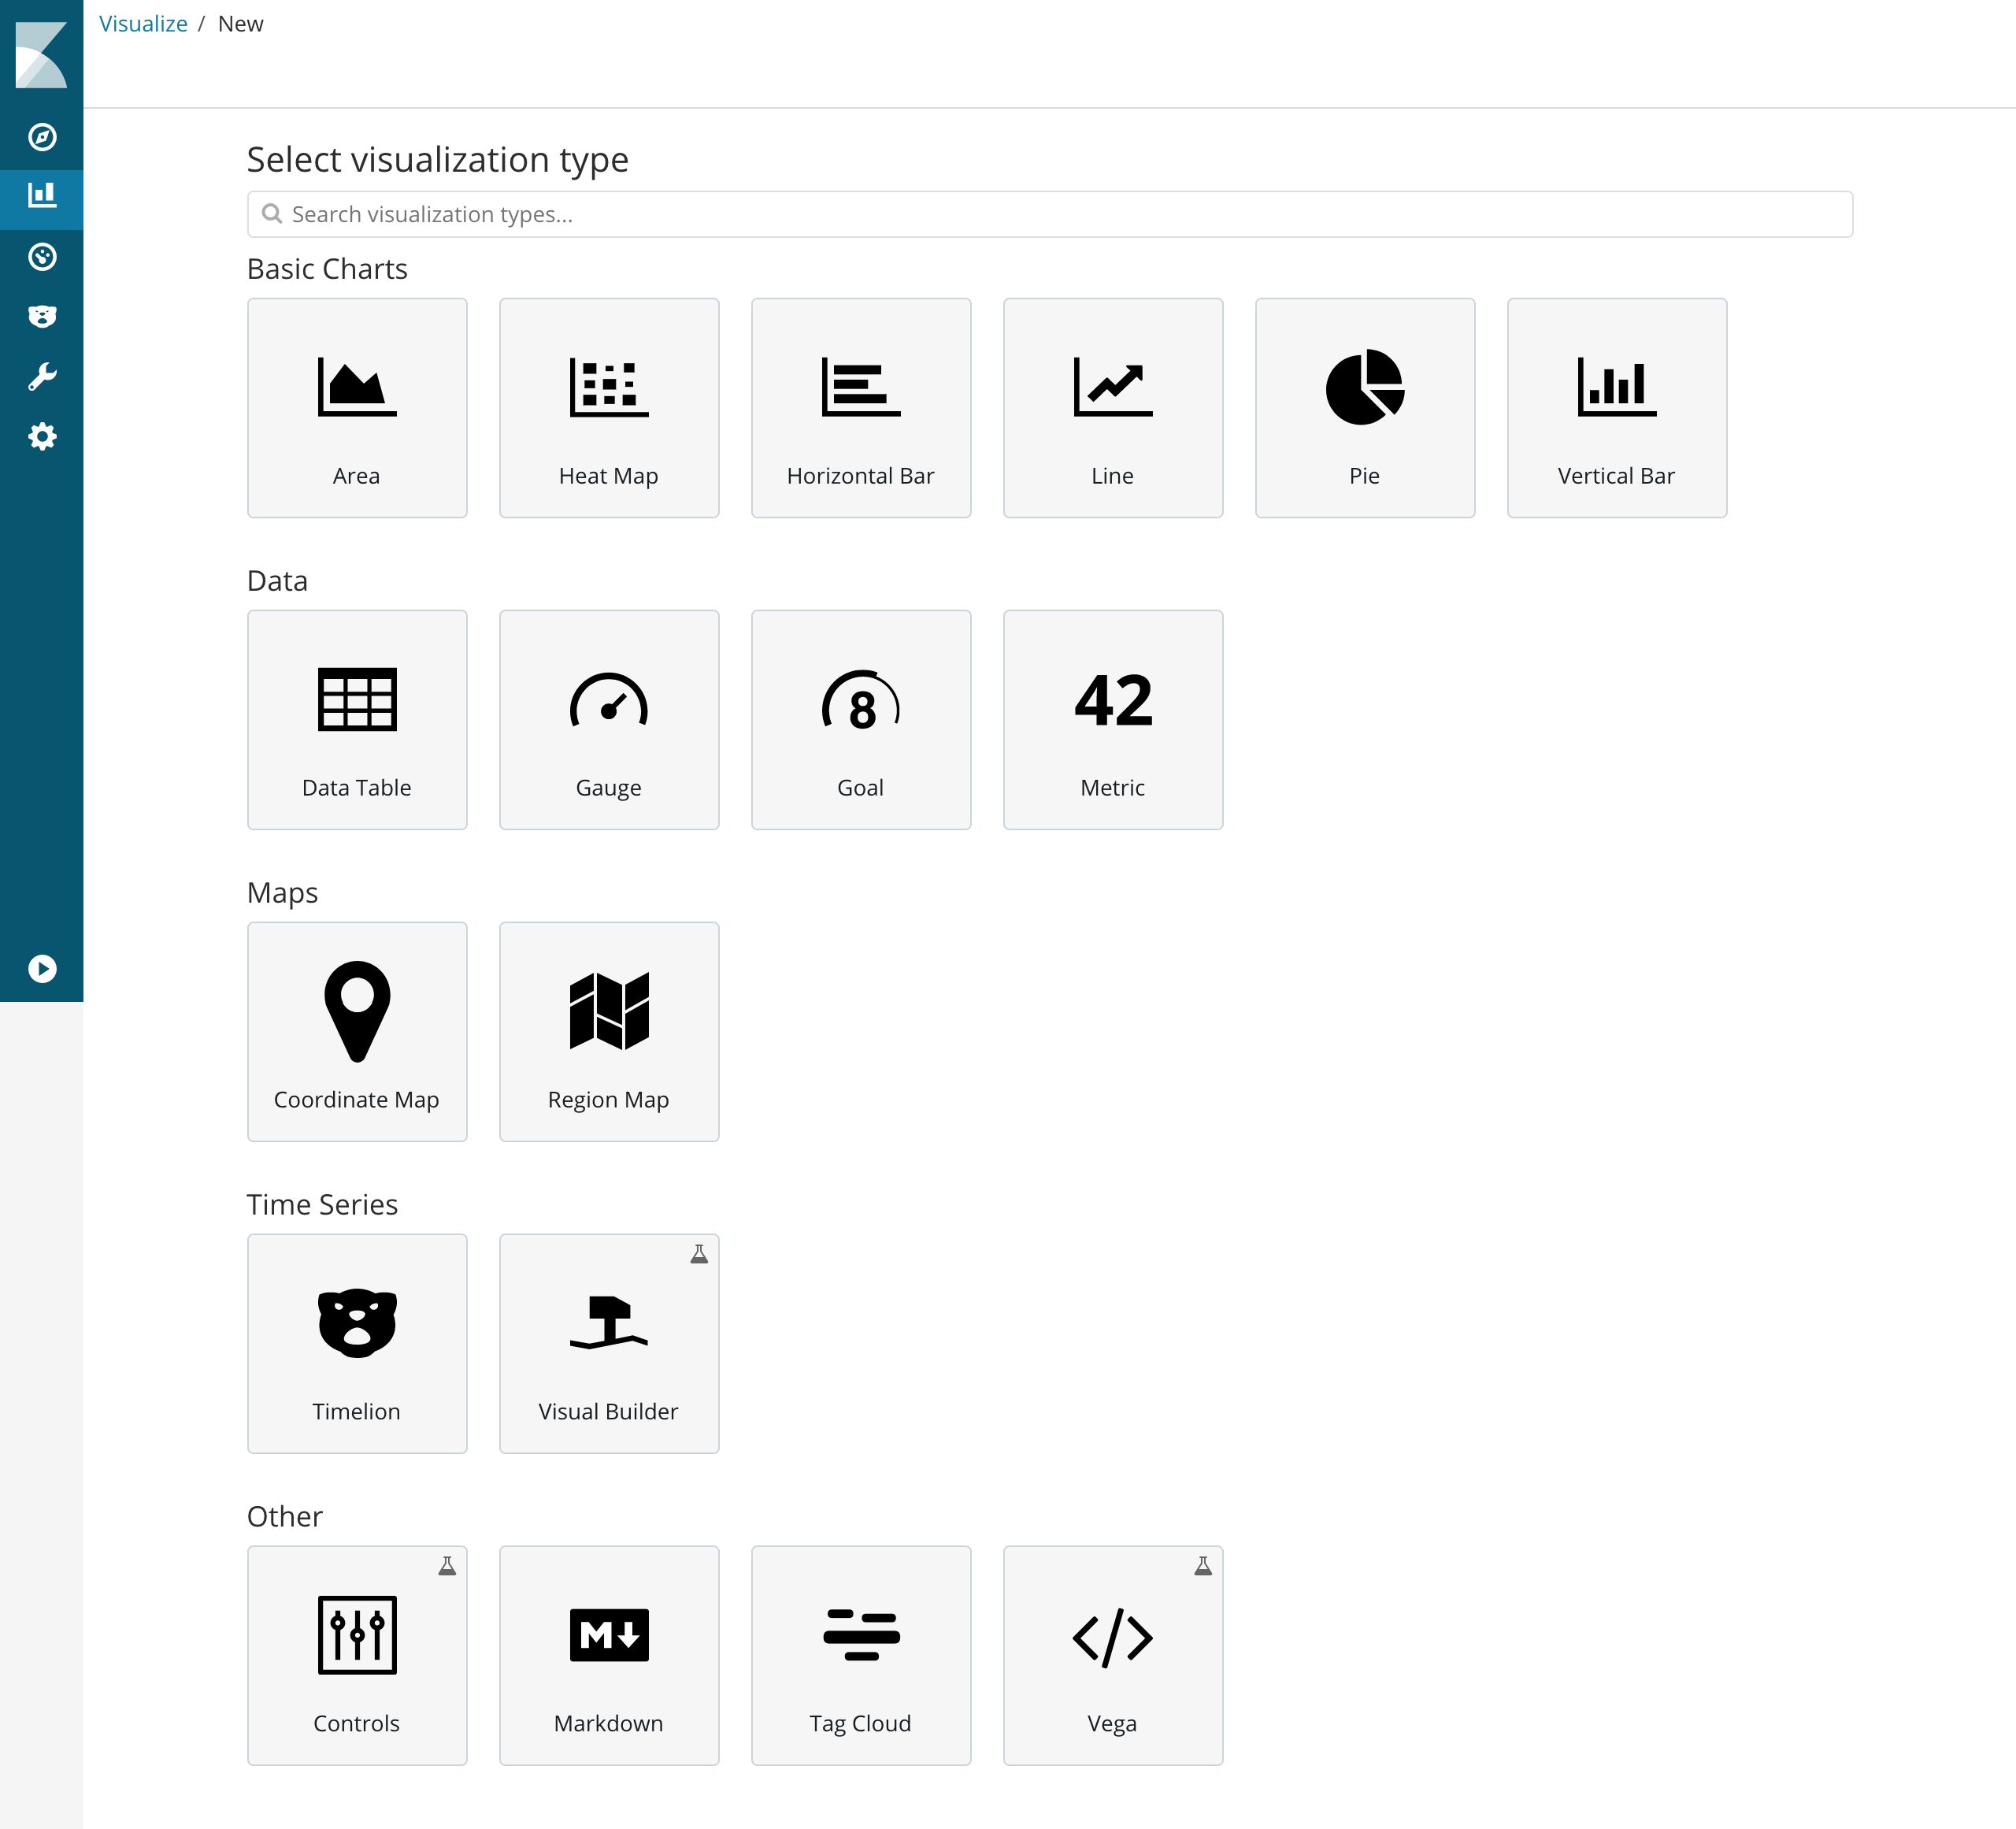 Visualize / New
Select visualization type
Search visualization types...
Basic Charts
Area
Heat Map
Horizontal Bar
Line
Pie
Vertical Bar
Data
8
42
Data Table
Gauge
Goal
Metric
Maps
Coordinate Map
Region Map
Time Series
Timelion
Visual Builder
Other
M
</>
Controls
Markdown
Tag Cloud
Vega